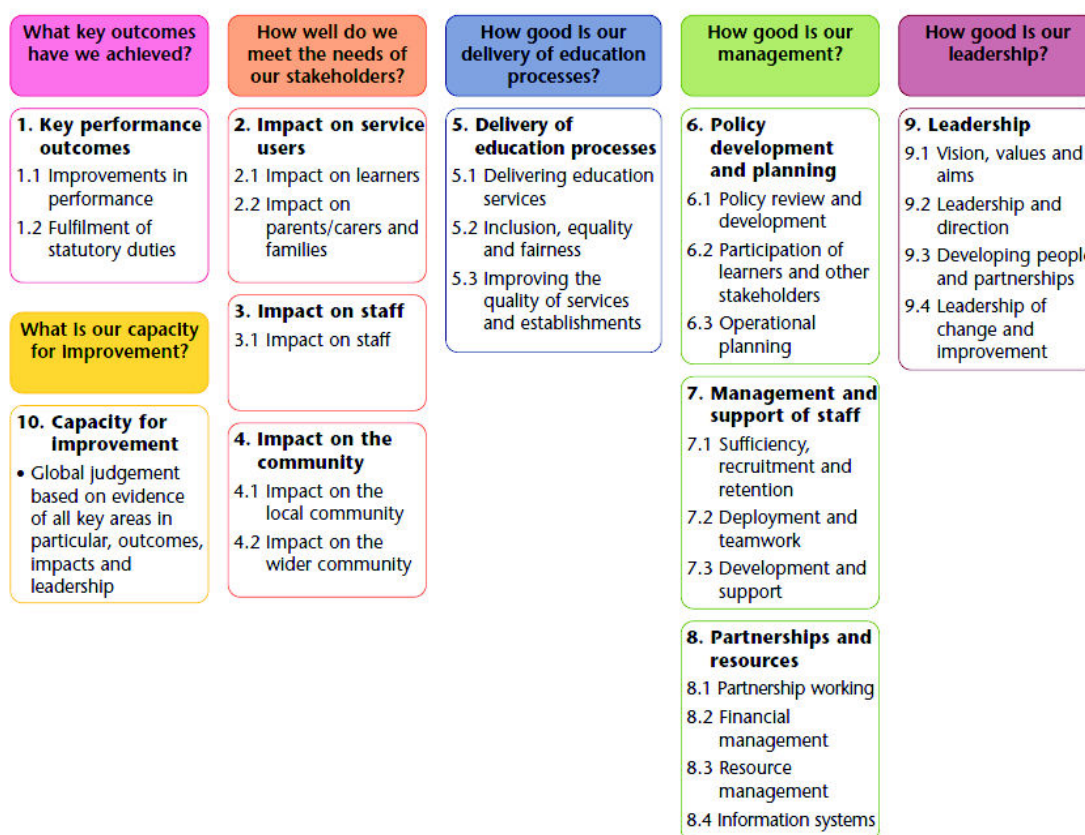 What key outcomes
have we achieved?
1. Key performance
outcomes
1.1 Improvements in
performance
1.2 Fulfilment of
statutory duties
What is our capacity
for improvement?
10. Capacity for
improvement
• Global judgement
based on evidence
of all key areas in
particular, outcomes,
impacts and
leadership
How well do we
meet the needs of
our stakeholders?
2. Impact on service
users
2.1 Impact on learners
2.2 Impact on
parents/carers and
families
3. Impact on staff
3.1 Impact on staff
4. Impact on the
community
4.1 Impact on the
local community
4.2 Impact on the
wider community
How good is our
delivery of education
processes?
5. Delivery of
education processes
5.1 Delivering education
services
5.2 Inclusion, equality
and fairness
5.3 Improving the
quality of services
and establishments
How good is our
management?
6. Policy
development
and planning
6.1 Policy review and
development
6.2 Participation of
learners and other
stakeholders
6.3 Operational
planning
7. Management and
support of staff
7.1 Sufficiency,
recruitment and
retention
7.2 Deployment and
teamwork
7.3 Development and
support
8. Partnerships and
resources
8.1 Partnership working
8.2 Financial
management
8.3 Resource
management
8.4 Information systems
How good is our
leadership?
9. Leadership
9.1 Vision, values and
aims
9.2 Leadership and
direction
9.3 Developing people
and partnerships
9.4 Leadership of
change and
improvement